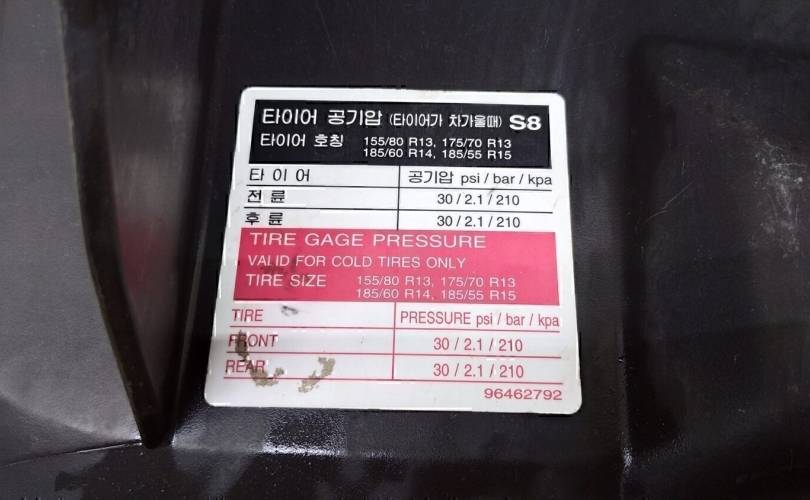 타이어 공기압 (타이어가 차가울때) S8
타이어 호칭 155/80 R13, 175/70 R13
185/60 R14, 185/55 R15
타 이 어 공기압 psi / bar / kpa
전 륜 30 / 2.1 / 210
후 륜 30 / 2.1 / 210
TIRE GAGE PRESSURE
VALID FOR COLD TIRES ONLY
TIRE SIZE 155/80 R13, 175/70 R13
185/60 R14, 185/55 R15
TIRE PRESSURE psi / bar / kpa
FRONT 30 / 2.1 / 210
REAR 30 / 2.1 / 210
96462792